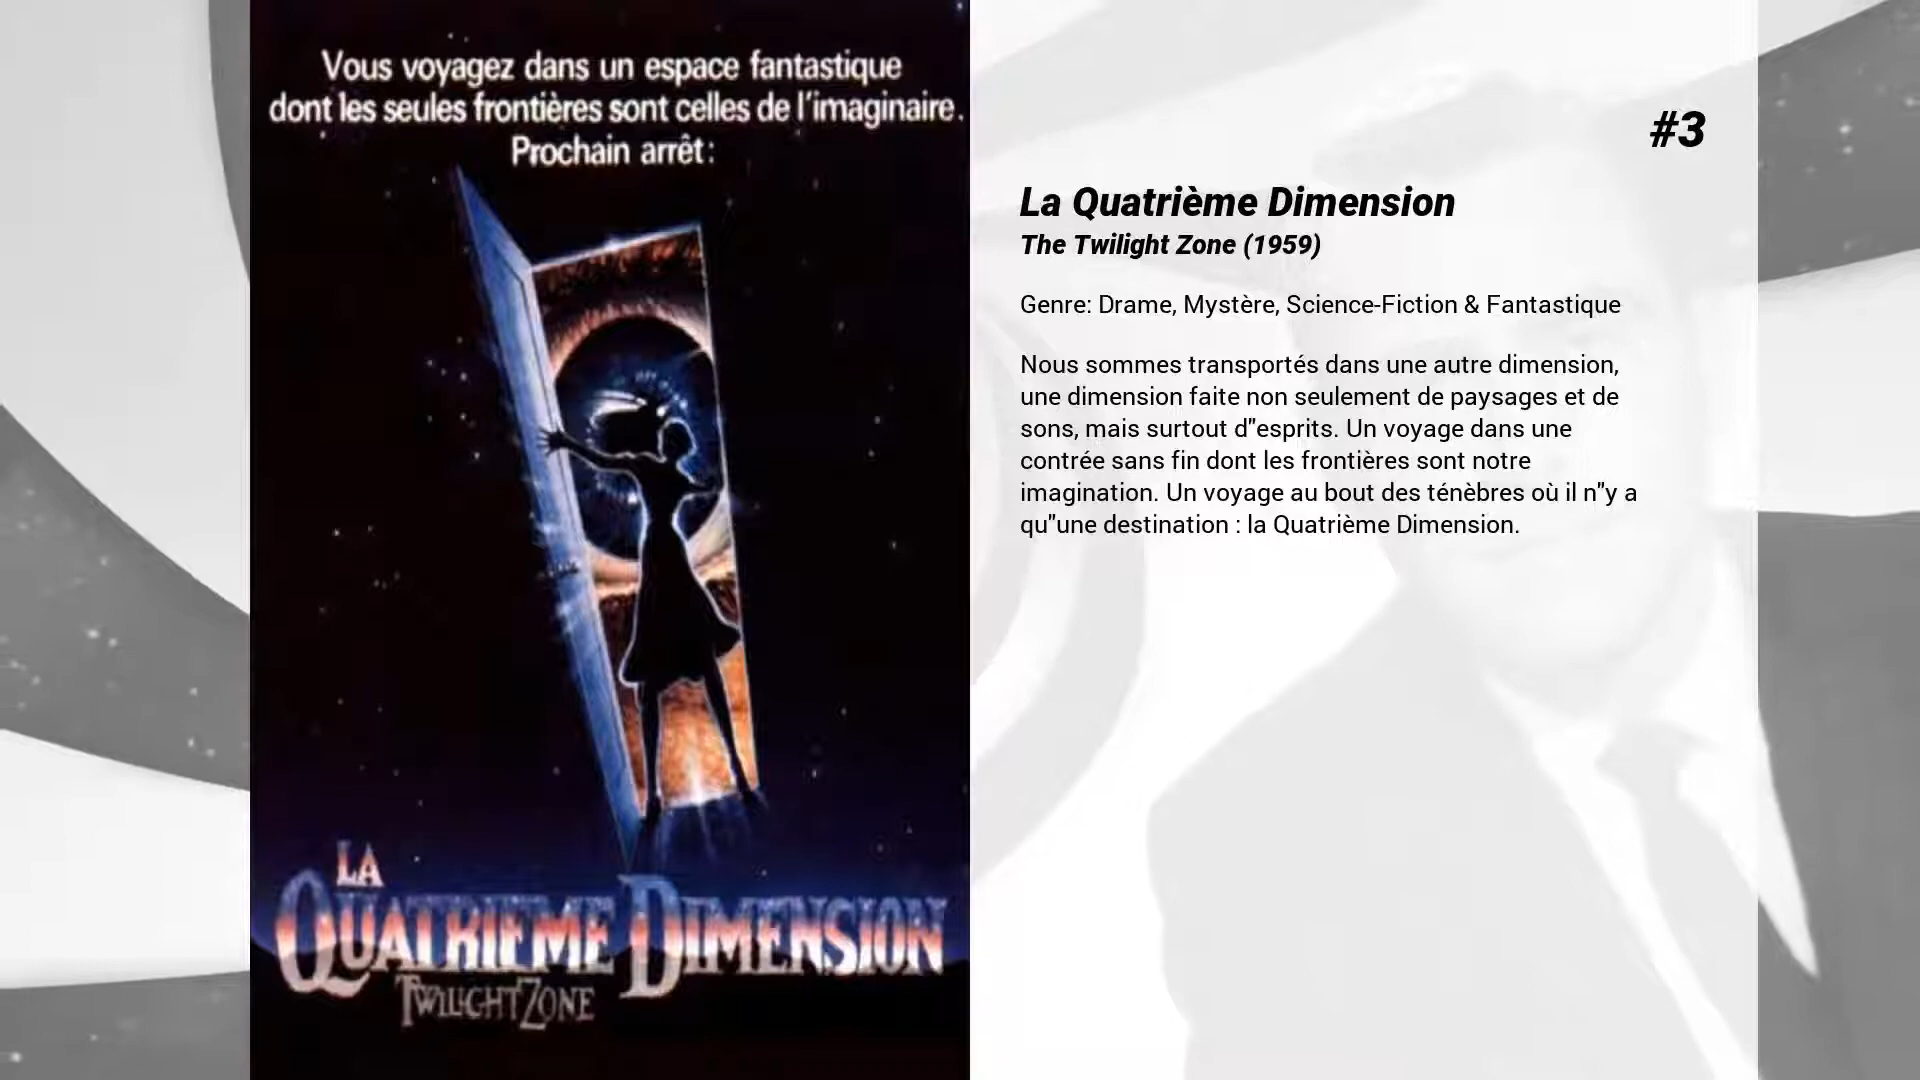 Vous voyagez dans un espace fantastique
dont les seules frontières sont celles de l'imaginaire.
Prochain arrêt:
LA
QUATRIEME DIMENSION
TWILIGHT ZONE
#3
La Quatrième Dimension
The Twilight Zone (1959)
Genre: Drame, Mystère, Science-Fiction & Fantastique
Nous sommes transportés dans une autre dimension,
une dimension faite non seulement de paysages et de
sons, mais surtout d"esprits. Un voyage dans une
contrée sans fin dont les frontières sont notre
imagination. Un voyage au bout des ténèbres où il n"y a
qu"une destination : la Quatrième Dimension.